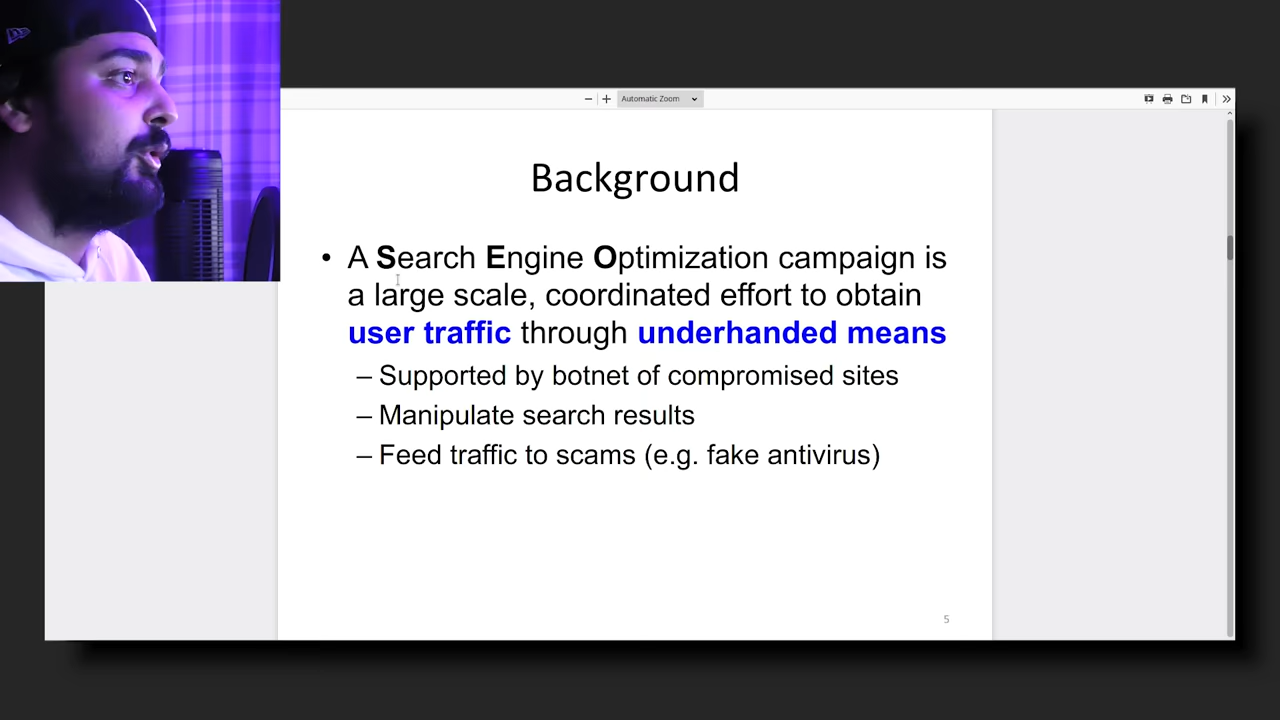 Automatic Zoom
Background
• A Search Engine Optimization campaign is
a large scale, coordinated effort to obtain
user traffic through underhanded means
– Supported by botnet of compromised sites
– Manipulate search results
– Feed traffic to scams (e.g. fake antivirus)
5